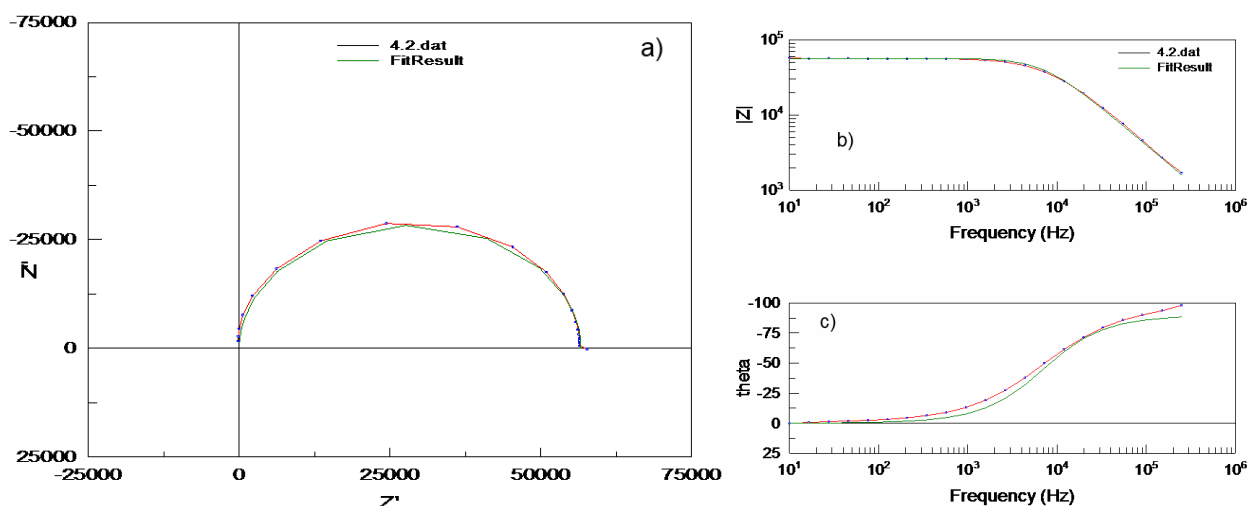 a)
4.2.dat
FitResult
-75000
-50000
-25000
0
25000
-25000
0
25000
50000
75000
Z''
Z'
b)
4.2.dat
FitResult
10^5
10^4
10^3
|Z|
10^1
10^2
10^3
10^4
10^5
10^6
Frequency (Hz)
c)
-100
-75
-50
-25
0
25
theta
10^1
10^2
10^3
10^4
10^5
10^6
Frequency (Hz)